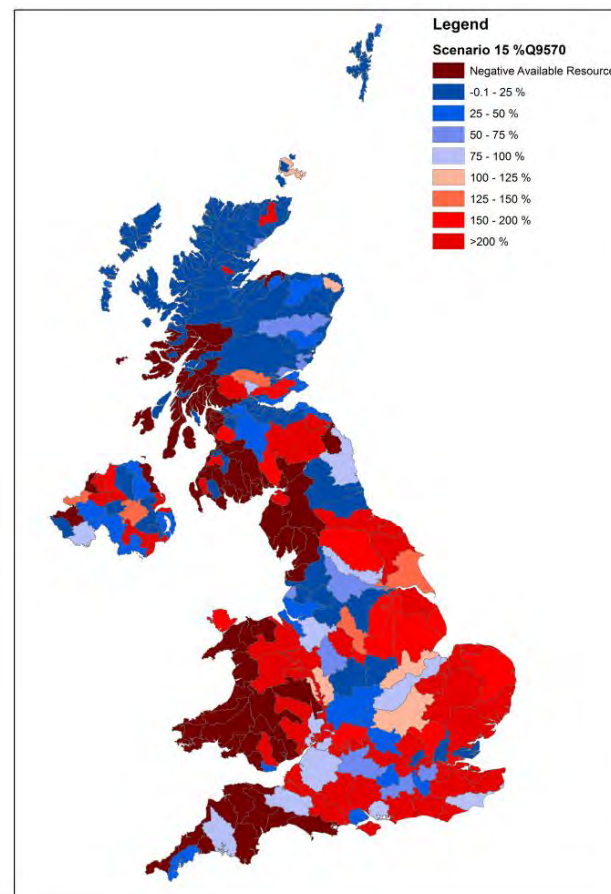 Legend
Scenario 15 %Q9570
Negative Available Resource
-0.1 - 25 %
25 - 50 %
50 - 75 %
75 - 100 %
100 - 125 %
125 - 150 %
150 - 200 %
>200 %